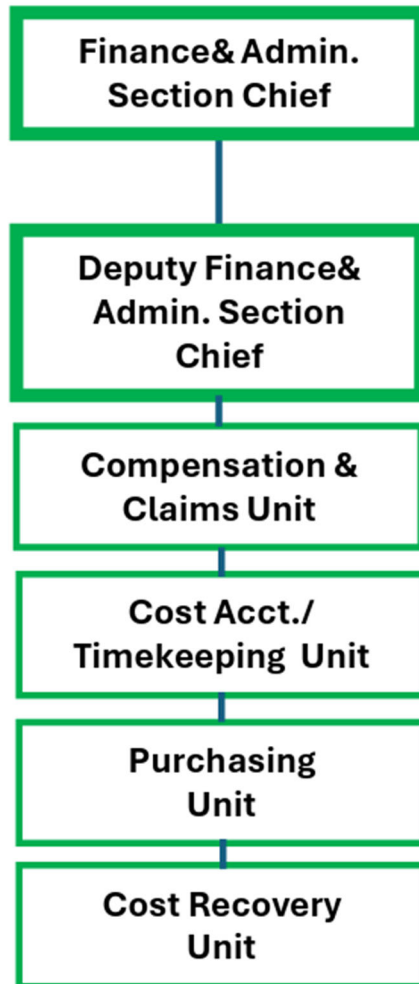 Finance& Admin.
Section Chief
Deputy Finance&
Admin. Section
Chief
Compensation &
Claims Unit
Cost Acct./
Timekeeping  Unit
Purchasing
Unit
Cost Recovery
Unit